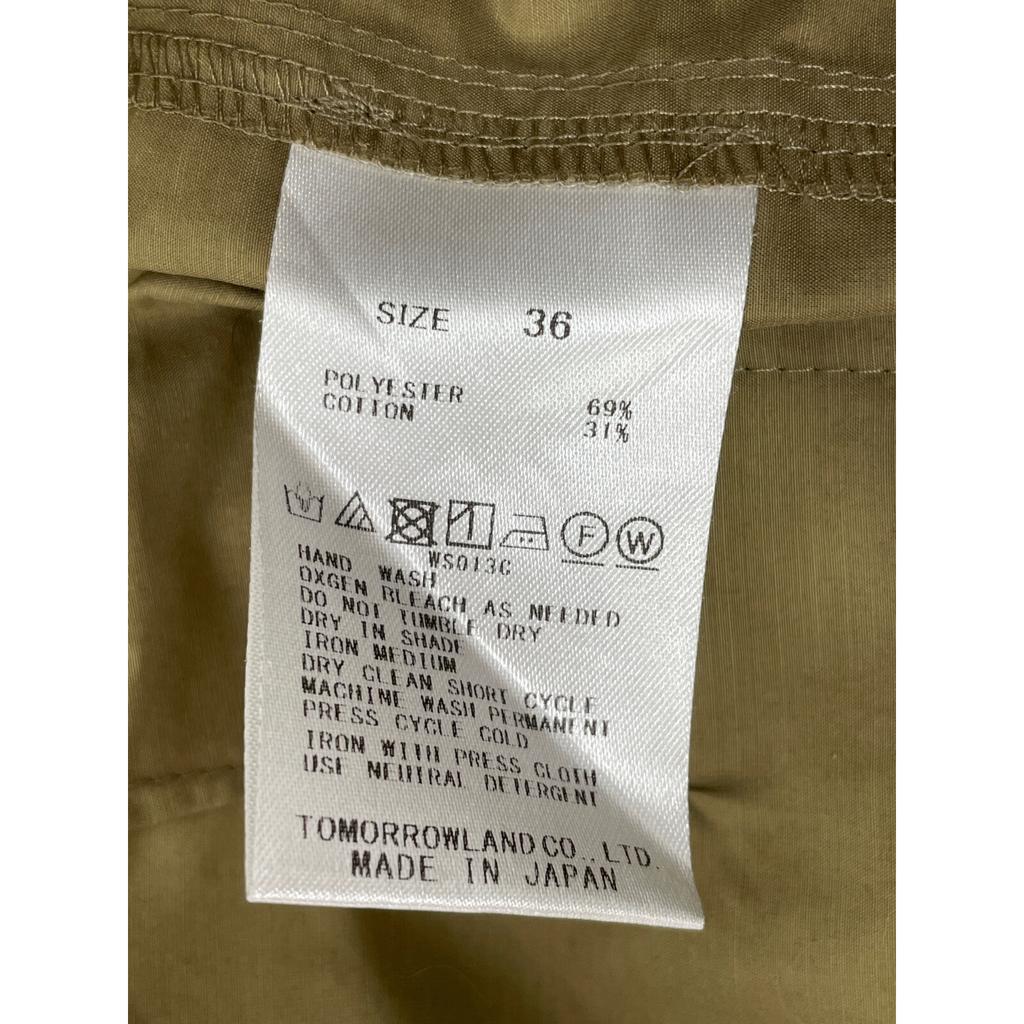 SIZE 36
POLYESTER 69%
COTTON 31%
F W
WS013G
HAND WASH
OXGEN BLEACH AS NEEDED
DO NOT TUMBLE DRY
DRY IN SHADE
IRON MEDIUM
DRY CLEAN SHORT CYCLE
MACHINE WASH PERMANENT
PRESS CYCLE COLD
IRON WITH PRESS CLOTH
USE NEUTRAL DETERGENT
TOMORROWLAND CO., LTD.
MADE IN JAPAN